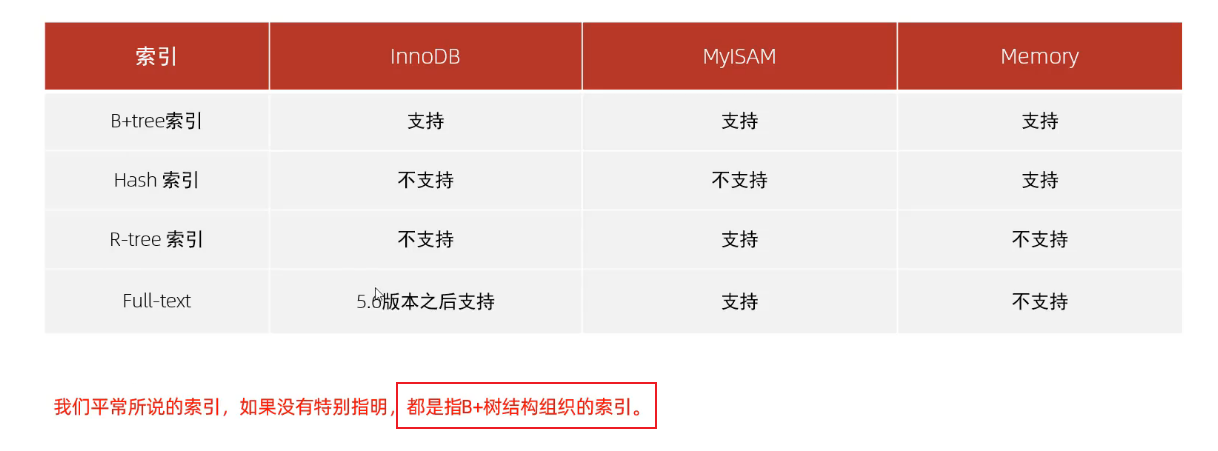 索引 InnoDB MyISAM Memory
B+tree索引 支持 支持 支持
Hash 索引 不支持 不支持 支持
R-tree 索引 不支持 支持 不支持
Full-text 5.6版本之后支持 支持 不支持
我们平常所说的索引，如果没有特别指明，都是指B+树结构组织的索引。